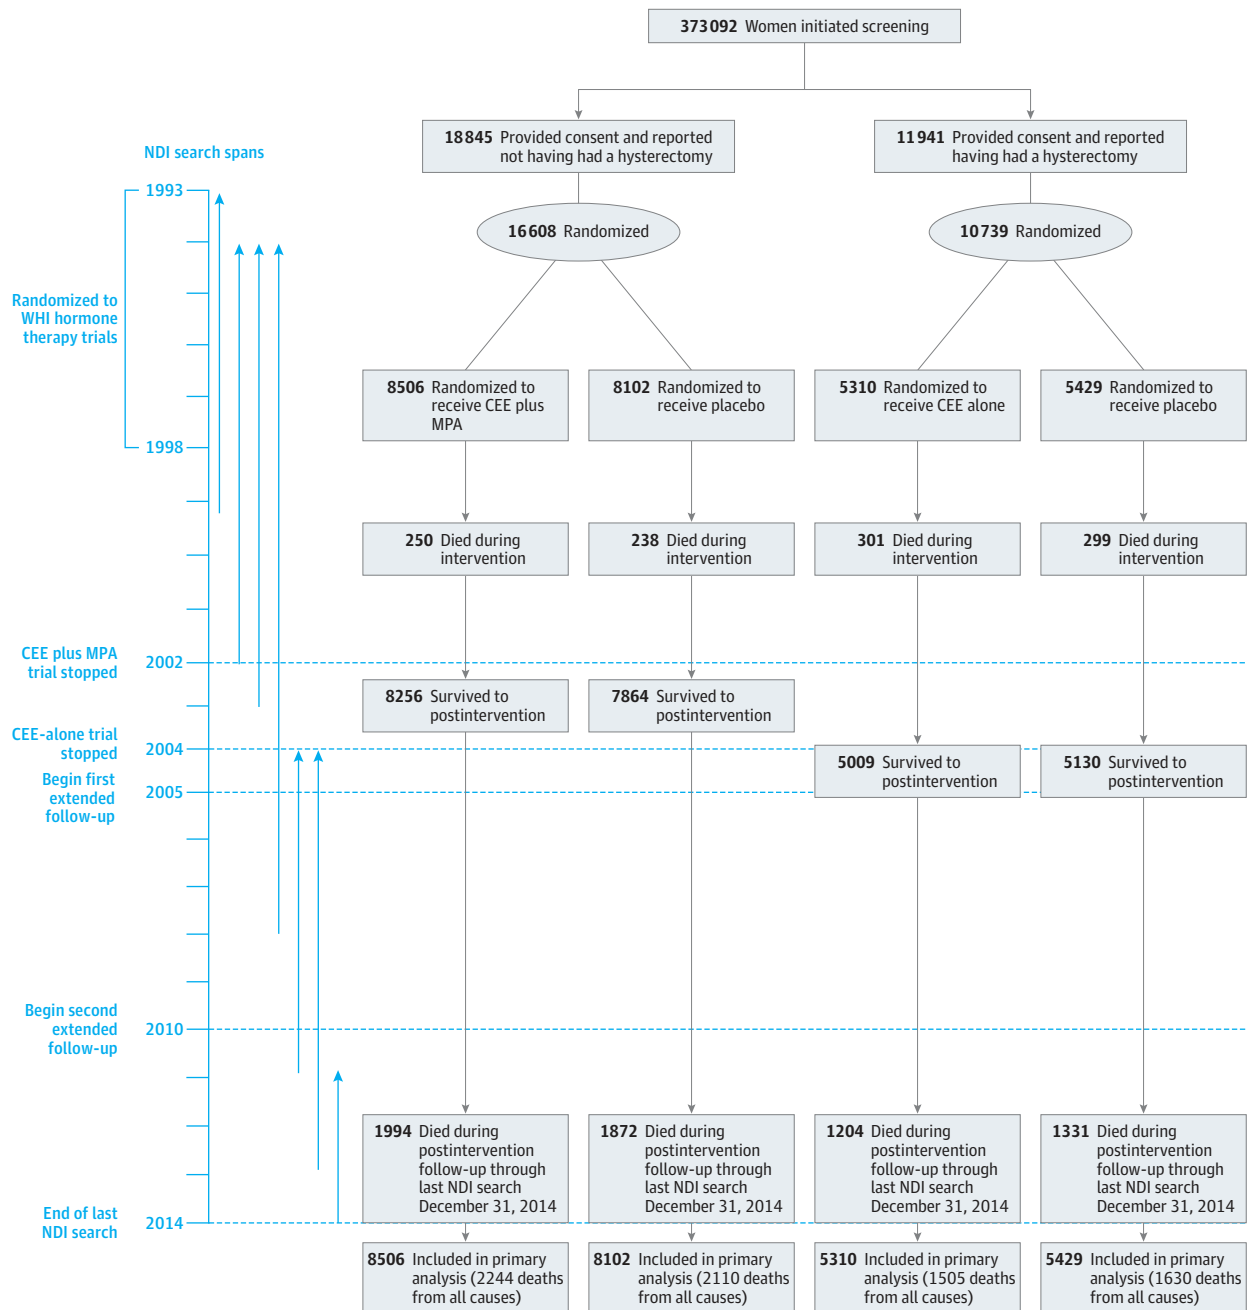 373092 Women initiated screening
18845 Provided consent and reported
not having had a hysterectomy
11941 Provided consent and reported
having had a hysterectomy
NDI search spans
1993
16608 Randomized
10739 Randomized
Randomized to
WHI hormone
therapy trials
8506 Randomized to
receive CEE plus
MPA
8102 Randomized to
receive placebo
5310 Randomized to
receive CEE alone
5429 Randomized to
receive placebo
1998
250 Died during
intervention
238 Died during
intervention
301 Died during
intervention
299 Died during
intervention
CEE plus MPA
trial stopped
2002
8256 Survived to
postintervention
7864 Survived to
postintervention
CEE-alone trial
stopped
2004
5009 Survived to
postintervention
5130 Survived to
postintervention
Begin first
extended
follow-up
2005
Begin second
extended
follow-up
2010
1994 Died during
postintervention
follow-up through
last NDI search
December 31, 2014
1872 Died during
postintervention
follow-up through
last NDI search
December 31, 2014
1204 Died during
postintervention
follow-up through
last NDI search
December 31, 2014
1331 Died during
postintervention
follow-up through
last NDI search
December 31, 2014
End of last
NDI search
2014
8506 Included in primary
analysis (2244 deaths
from all causes)
8102 Included in primary
analysis (2110 deaths
from all causes)
5310 Included in primary
analysis (1505 deaths
from all causes)
5429 Included in primary
analysis (1630 deaths
from all causes)